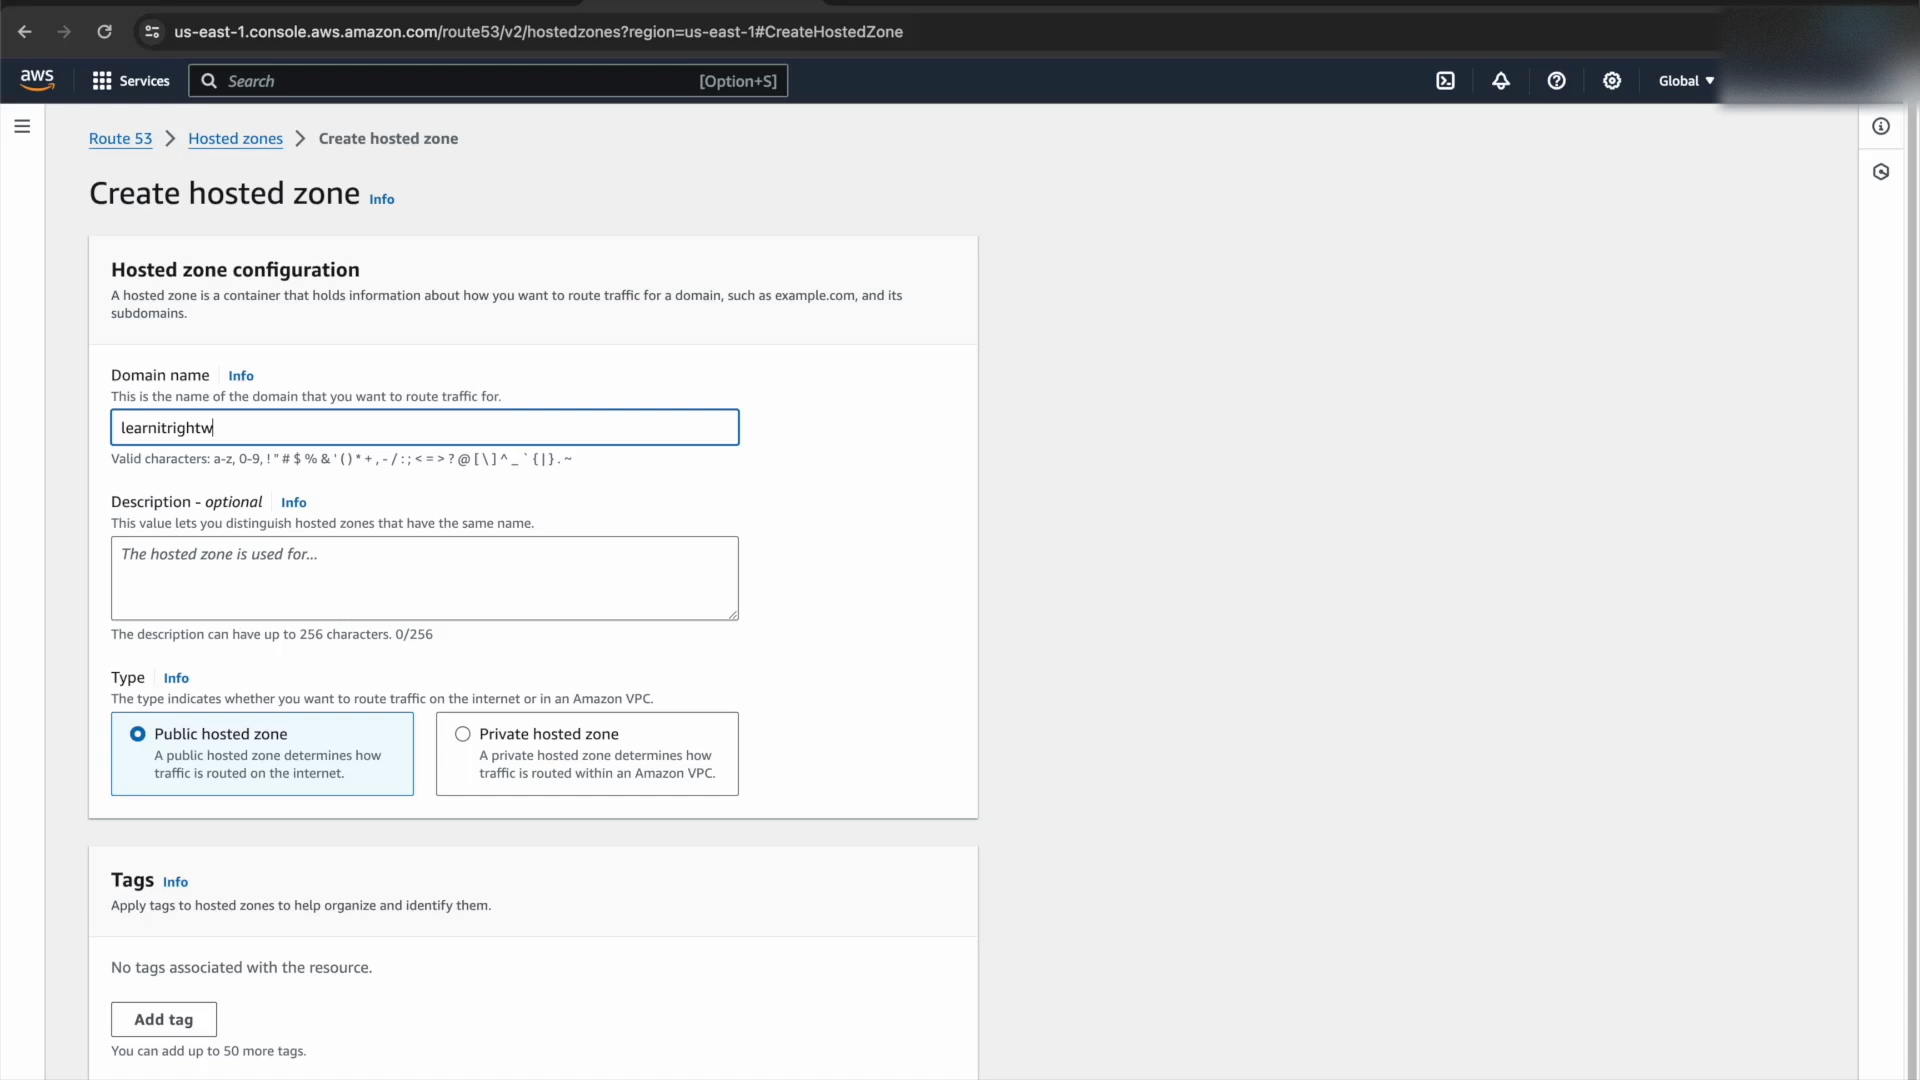 us-east-1.console.aws.amazon.com/route53/v2/hostedzones?region=us-east-1#CreateHostedZone
aws
Services
Search
[Option+S]
Global
Route 53
Hosted zones
Create hosted zone
Create hosted zone Info
Hosted zone configuration
A hosted zone is a container that holds information about how you want to route traffic for a domain, such as example.com, and its
subdomains.
Domain name Info
This is the name of the domain that you want to route traffic for.
learnitrightw
Valid characters: a-z, 0-9, ! " # $ % & ' ( ) * + , - / : ; < = > ? @ [ \ ] ^ _ ` { | } . ~
Description - optional Info
This value lets you distinguish hosted zones that have the same name.
The hosted zone is used for...
The description can have up to 256 characters. 0/256
Type Info
The type indicates whether you want to route traffic on the internet or in an Amazon VPC.
Public hosted zone
A public hosted zone determines how
traffic is routed on the internet.
Private hosted zone
A private hosted zone determines how
traffic is routed within an Amazon VPC.
Tags Info
Apply tags to hosted zones to help organize and identify them.
No tags associated with the resource.
Add tag
You can add up to 50 more tags.